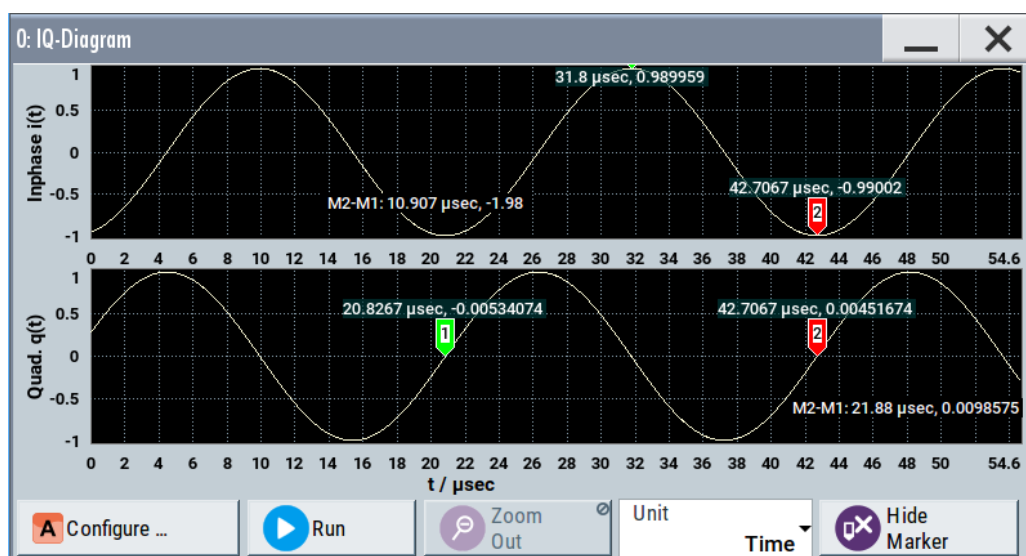 0: IQ-Diagram
Inphase i(t)
1
0.5
0
-0.5
-1
31.8 µsec, 0.989959
42.7067 µsec, -0.99002
M2-M1: 10.907 µsec, -1.98
2
0 2 4 6 8 10 12 14 16 18 20 22 24 26 28 30 32 34 36 38 40 42 44 46 48 50 54.6
Quad. q(t)
1
0.5
0
-0.5
-1
20.8267 µsec, -0.00534074
42.7067 µsec, 0.00451674
1
2
M2-M1: 21.88 µsec, 0.0098575
0 2 4 6 8 10 12 14 16 18 20 22 24 26 28 30 32 34 36 38 40 42 44 46 48 50 54.6
t / µsec
A Configure ...
Run
Zoom
Out
Unit
Time
Hide
Marker